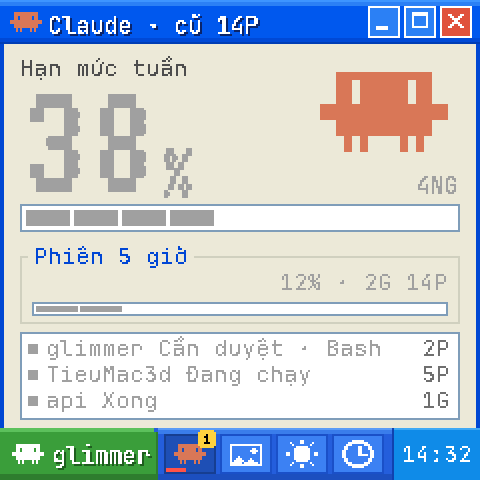 Claude · cũ 14P
Hạn mức tuần
38%
4NG
Phiên 5 giờ
12% · 2G 14P
glimmer Cần duyệt · Bash 2P
TieuMac3d Đang chạy 5P
api Xong 1G
glimmer 1 14:32